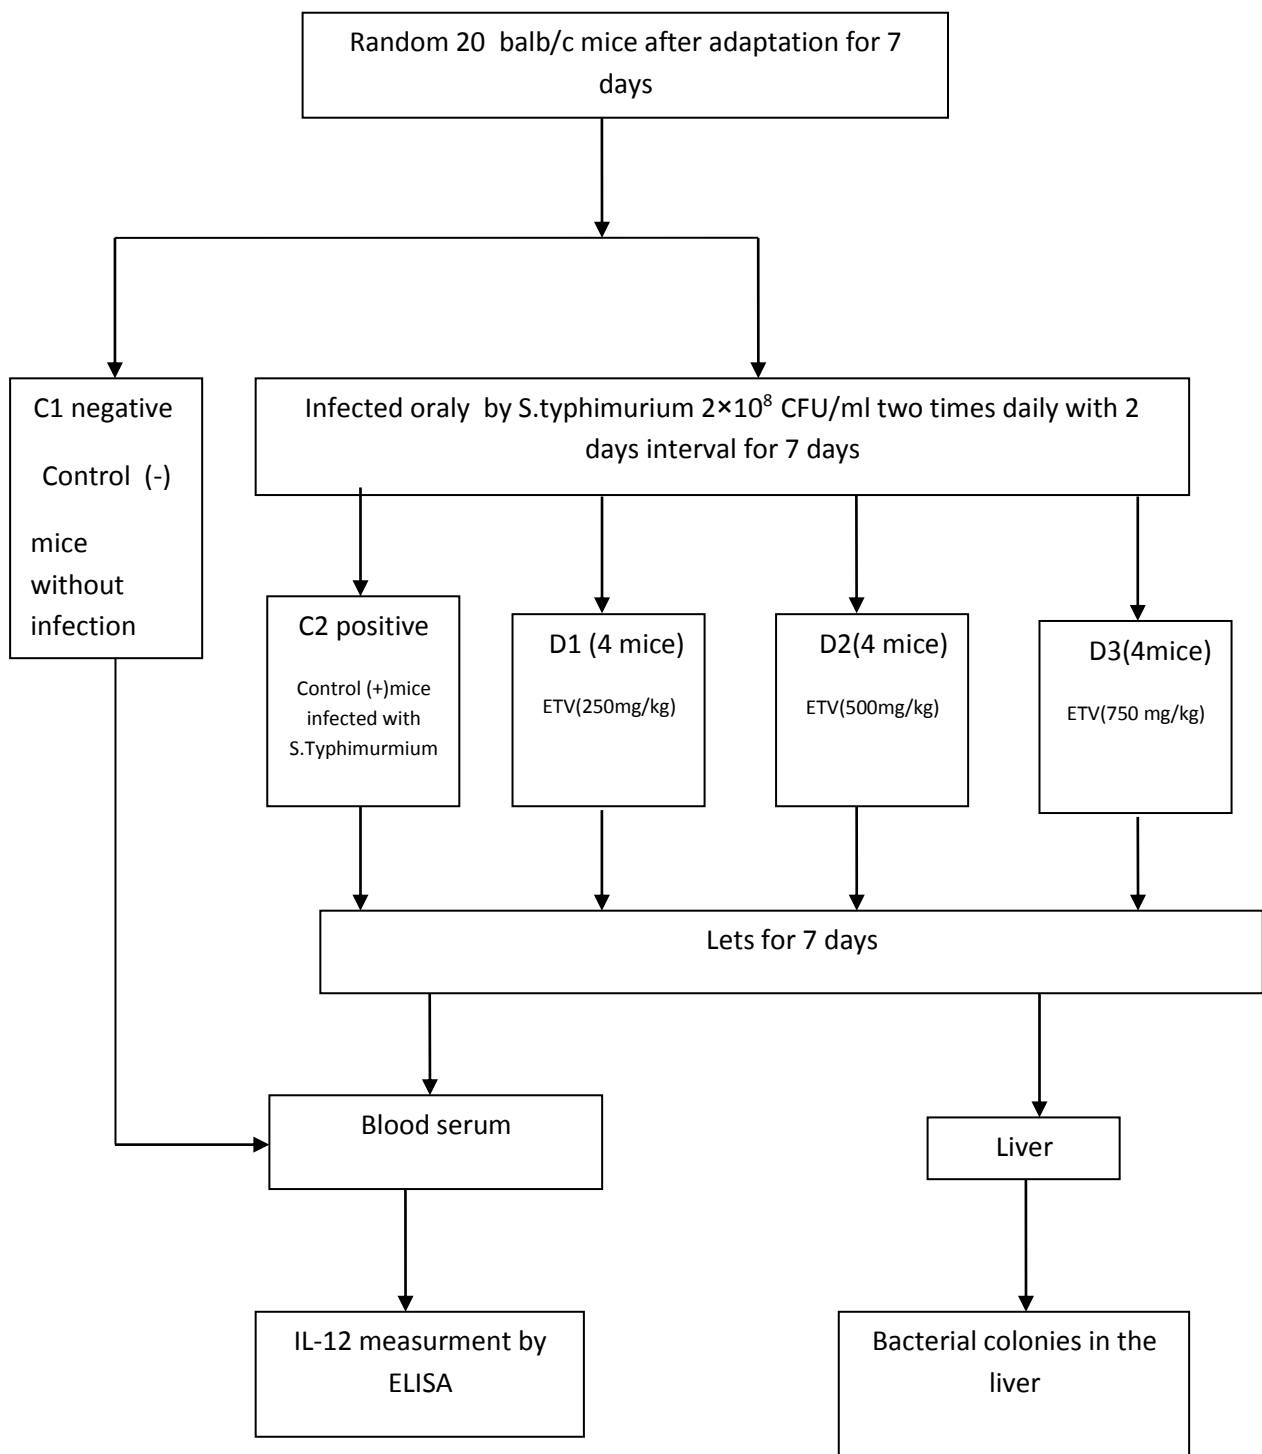 Random 20 balb/c mice after adaptation for 7
days
C1 negative
Control (-)
mice
without
infection
Infected oraly by S.typhimurium 2×10⁸ CFU/ml two times daily with 2
days interval for 7 days
C2 positive
Control (+)mice
infected with
S.Typhimurmium
D1 (4 mice)
ETV(250mg/kg)
D2(4 mice)
ETV(500mg/kg)
D3(4mice)
ETV(750 mg/kg)
Lets for 7 days
Blood serum
Liver
IL-12 measurment by
ELISA
Bacterial colonies in the
liver